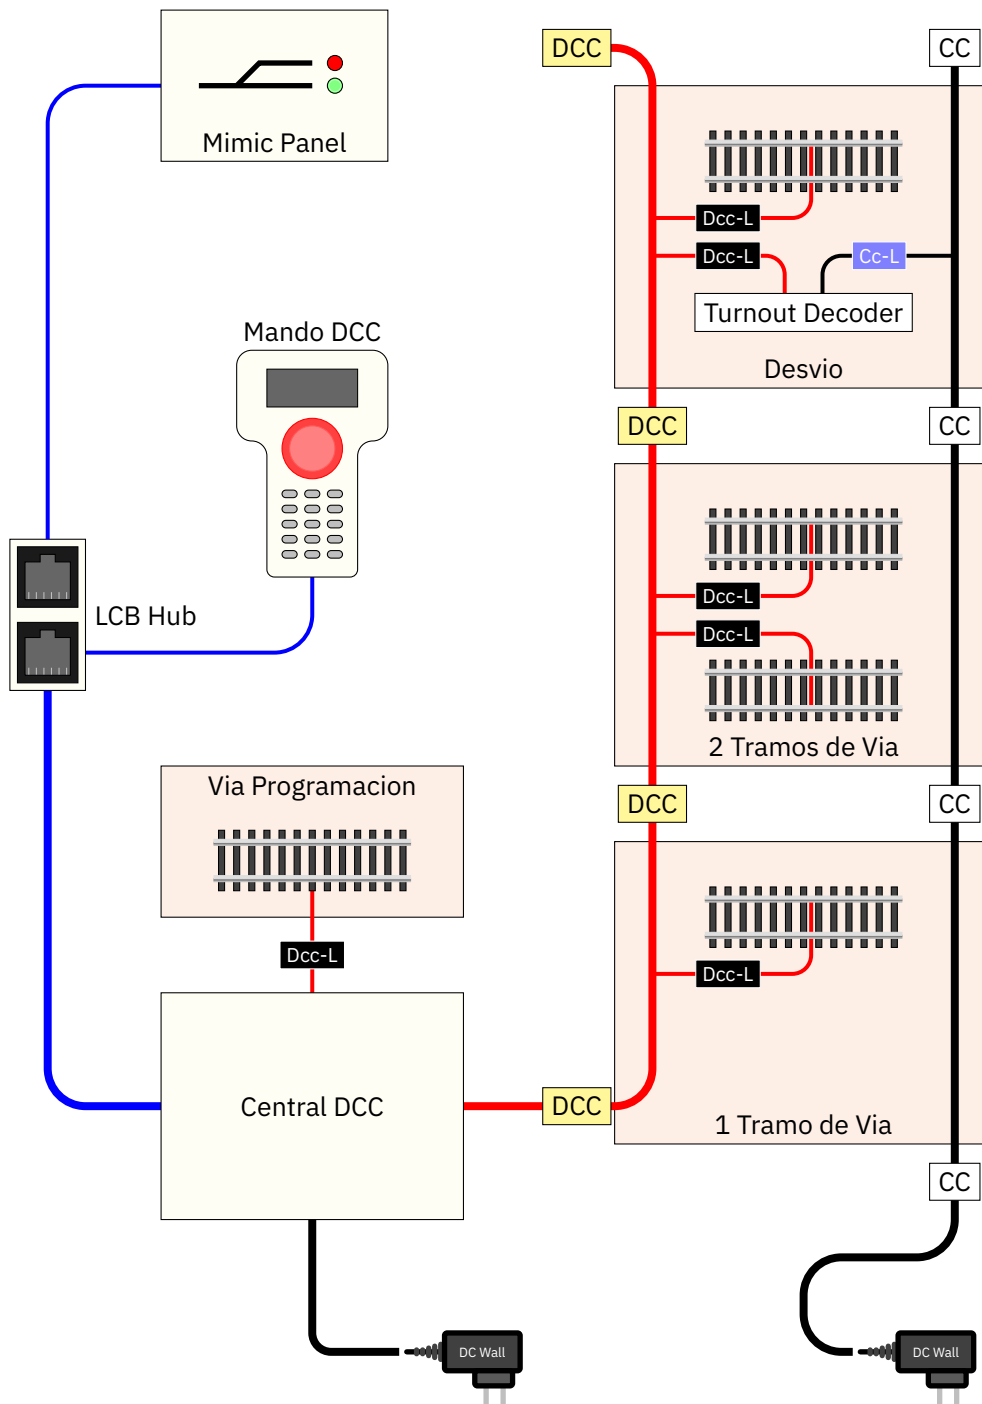 DCC
CC
Mimic Panel
Dcc-L
Dcc-L
Cc-L
Turnout Decoder
Desvio
Mando DCC
DCC
CC
Dcc-L
Dcc-L
LCB Hub
2 Tramos de Via
Via Programacion
DCC
CC
Dcc-L
Dcc-L
Central DCC
DCC
1 Tramo de Via
CC
DC Wall
DC Wall